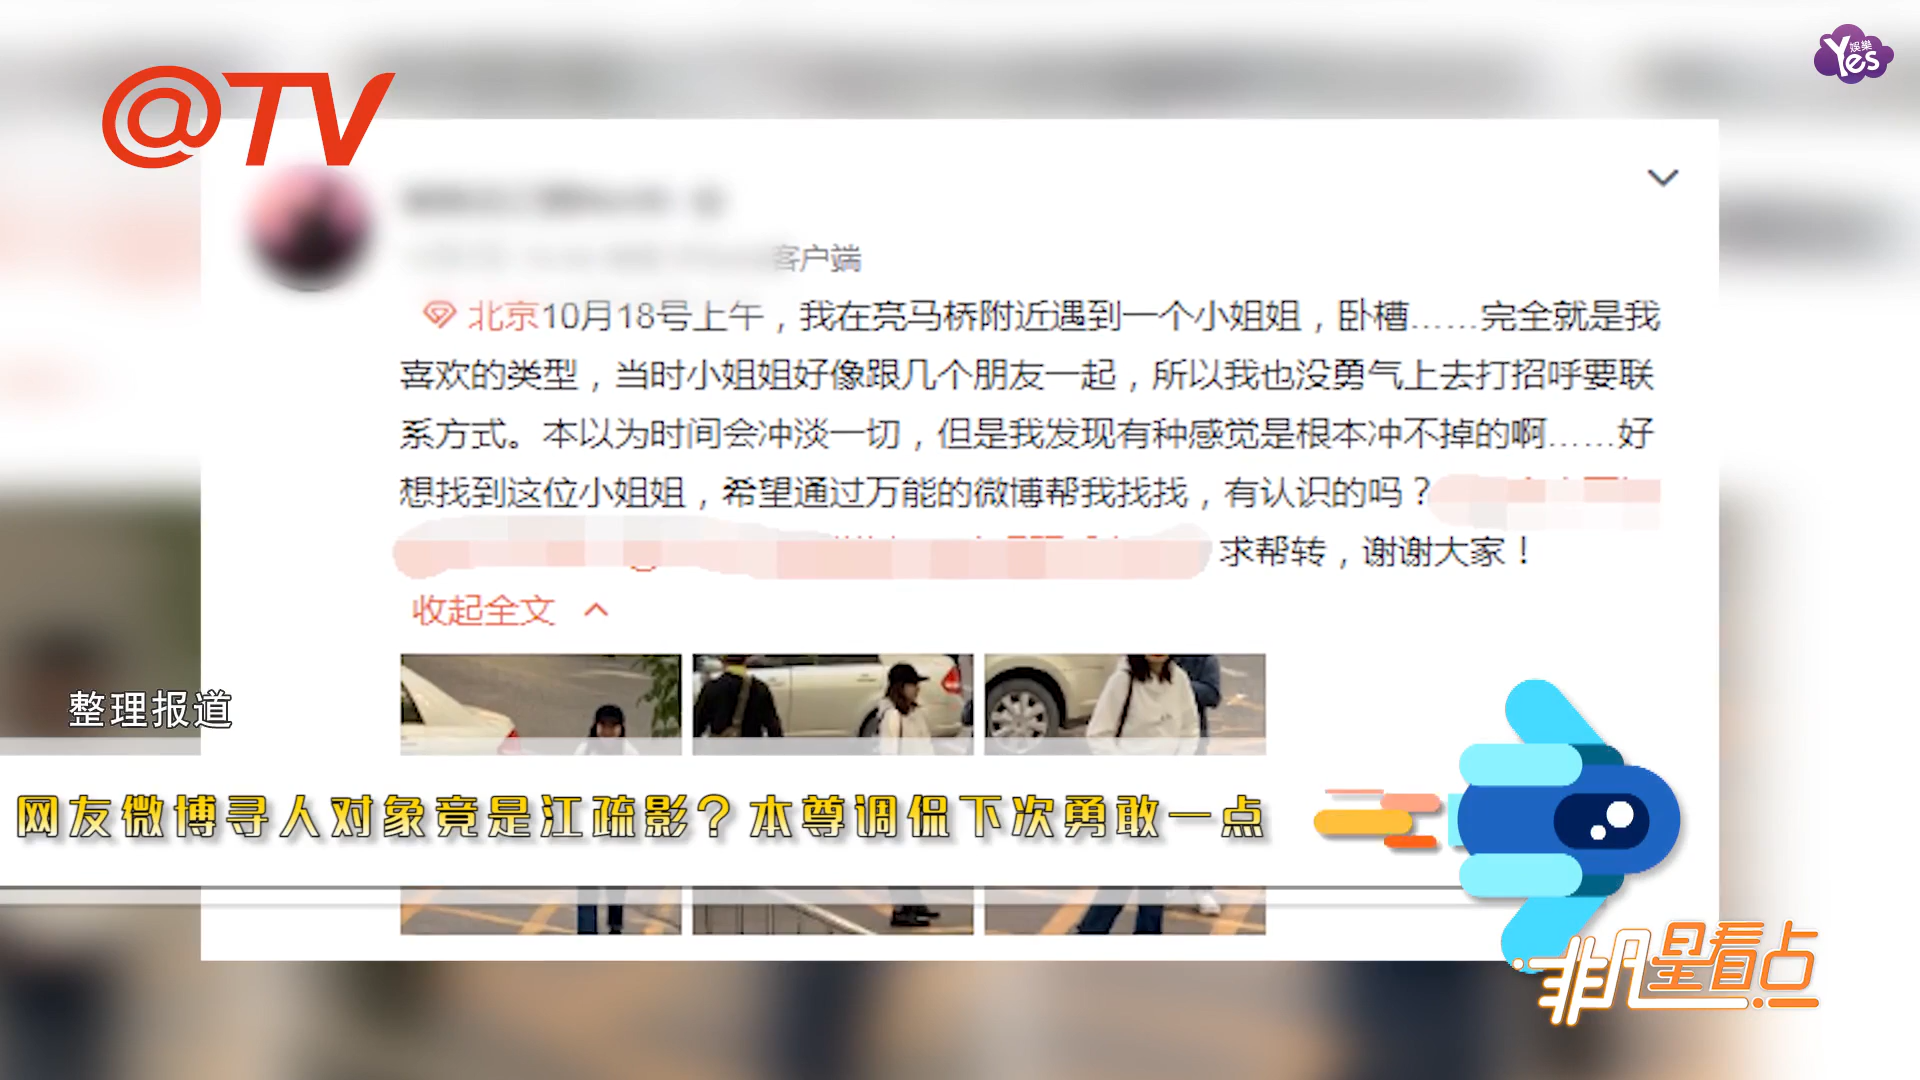 @TV
Yes娱樂
客户端
北京10月18号上午，我在亮马桥附近遇到一个小姐姐，卧槽……完全就是我
喜欢的类型，当时小姐姐好像跟几个朋友一起，所以我也没勇气上去打招呼要联
系方式。本以为时间会冲淡一切，但是我发现有种感觉是根本冲不掉的啊……好
想找到这位小姐姐，希望通过万能的微博帮我找找，有认识的吗？
求帮转，谢谢大家！
收起全文
整理报道
网友微博寻人对象竟是江疏影？本尊调侃下次勇敢一点
非凡星看点